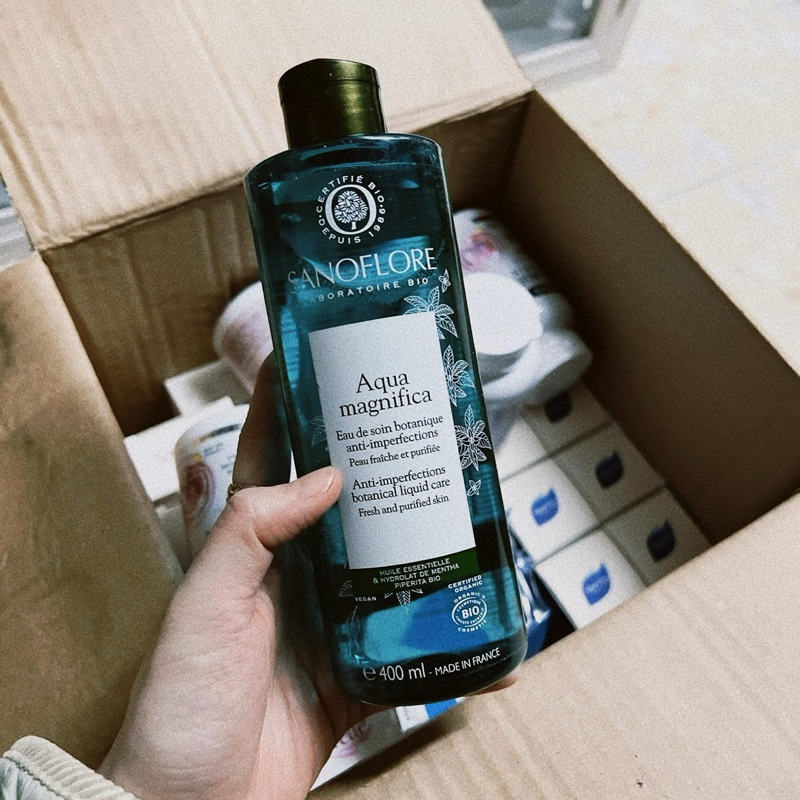 CERTIFIÉ BIO
DEPUIS 1986
SANOFLORE
LABORATOIRE BIO
Aqua
magnifica
Eau de soin botanique
anti-imperfections
Peau fraîche et purifiée
Anti-imperfections
botanical liquid care
Fresh and purified skin
HUILE ESSENTIELLE
& HYDROLAT DE MENTHA
PIPERITA BIO
VEGAN
CERTIFIED
ORGANIC
BIO
COSMETIC
e 400 ml - MADE IN FRANCE